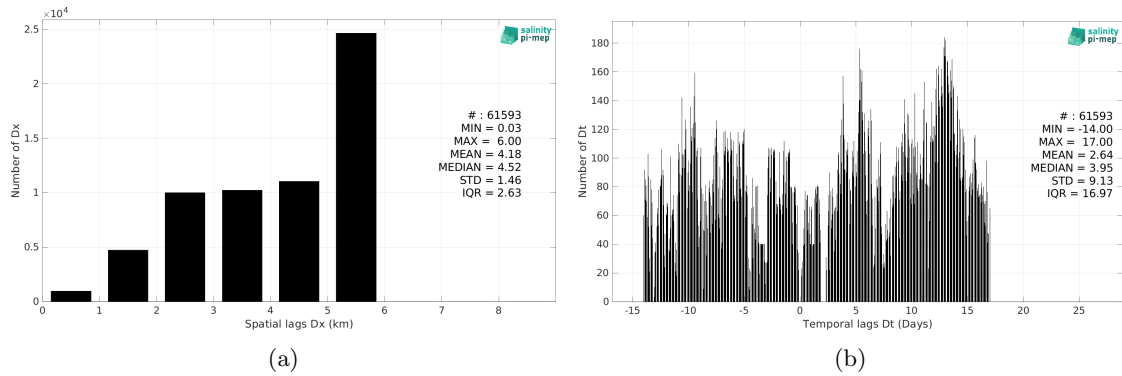 ×10⁴
2.5
2
1.5
1
0.5
0
0 1 2 3 4 5 6 7 8
Number of Dx
Spatial lags Dx (km)
salinity
pi-mep
# : 61593
MIN = 0.03
MAX = 6.00
MEAN = 4.18
MEDIAN = 4.52
STD = 1.46
IQR = 2.63
(a)
180
160
140
120
100
80
60
40
20
0
-15 -10 -5 0 5 10 15 20 25
Number of Dt
Temporal lags Dt (Days)
salinity
pi-mep
# : 61593
MIN = -14.00
MAX = 17.00
MEAN = 2.64
MEDIAN = 3.95
STD = 9.13
IQR = 16.97
(b)